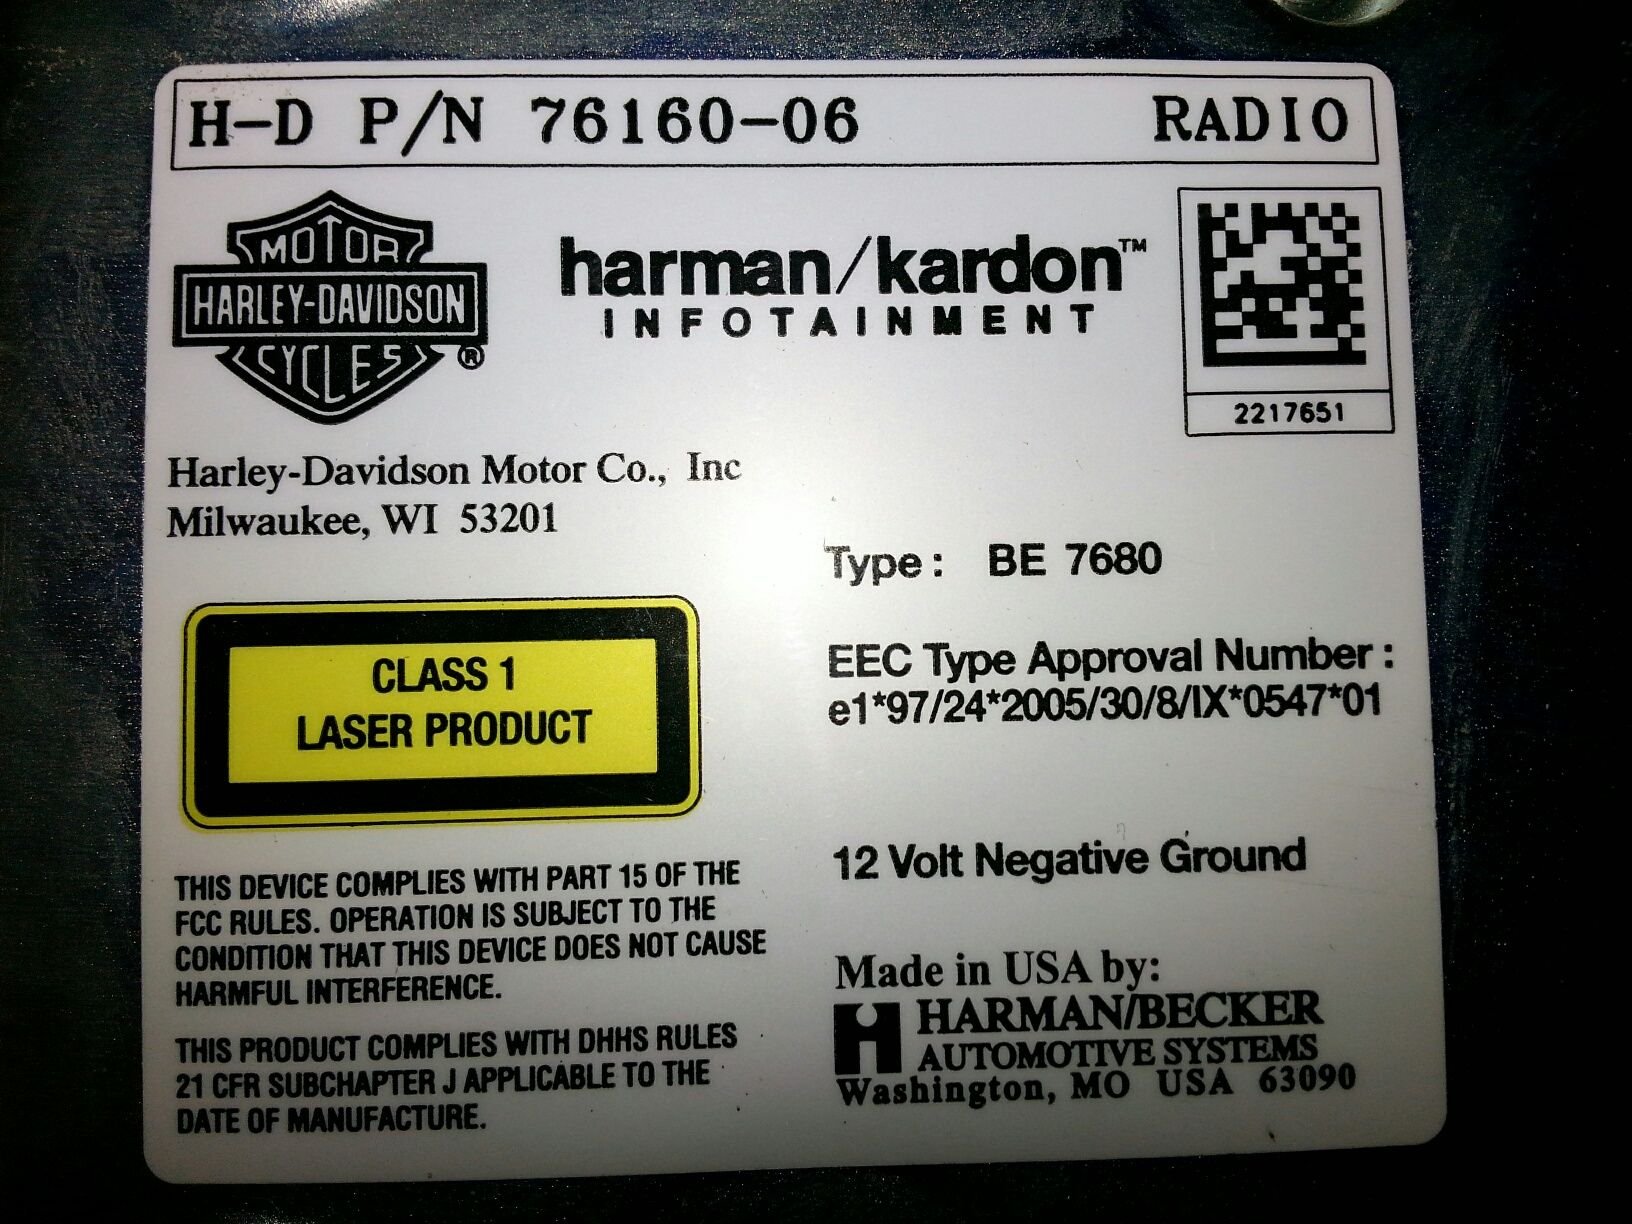 H-D P/N 76160-06 RADIO
MOTOR
HARLEY-DAVIDSON
CYCLES ®
harman/kardon™
INFOTAINMENT
2217651
Harley-Davidson Motor Co., Inc
Milwaukee, WI 53201
Type : BE 7680
CLASS 1
LASER PRODUCT
EEC Type Approval Number :
e1*97/24*2005/30/8/IX*0547*01
12 Volt Negative Ground
THIS DEVICE COMPLIES WITH PART 15 OF THE
FCC RULES. OPERATION IS SUBJECT TO THE
CONDITION THAT THIS DEVICE DOES NOT CAUSE
HARMFUL INTERFERENCE.
THIS PRODUCT COMPLIES WITH DHHS RULES
21 CFR SUBCHAPTER J APPLICABLE TO THE
DATE OF MANUFACTURE.
Made in USA by:
HARMAN/BECKER
AUTOMOTIVE SYSTEMS
Washington, MO USA 63090